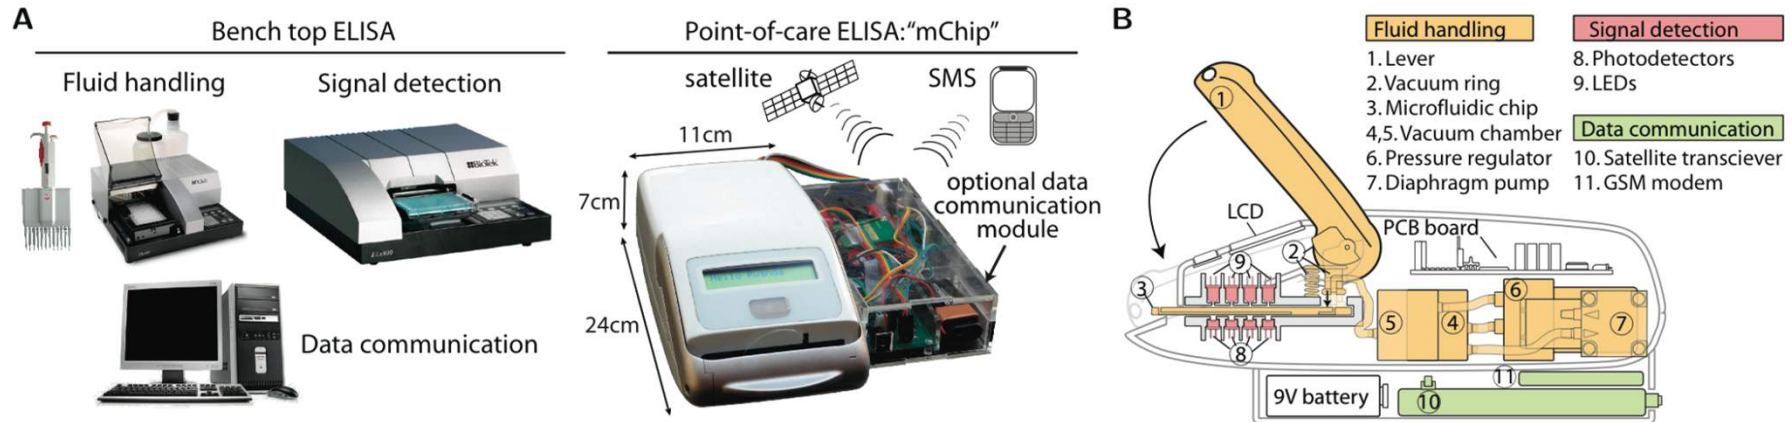 A
Bench top ELISA
Fluid handling
Signal detection
BioTek
ELx800
Data communication
Point-of-care ELISA:“mChip”
satellite
SMS
11cm
7cm
24cm
optional data
communication
module
B
Fluid handling
1. Lever
2. Vacuum ring
3. Microfluidic chip
4,5. Vacuum chamber
6. Pressure regulator
7. Diaphragm pump
Signal detection
8. Photodetectors
9. LEDs
Data communication
10. Satellite transciever
11. GSM modem
1
LCD
PCB board
2
9
3
6
5
4
7
8
11
9V battery
10